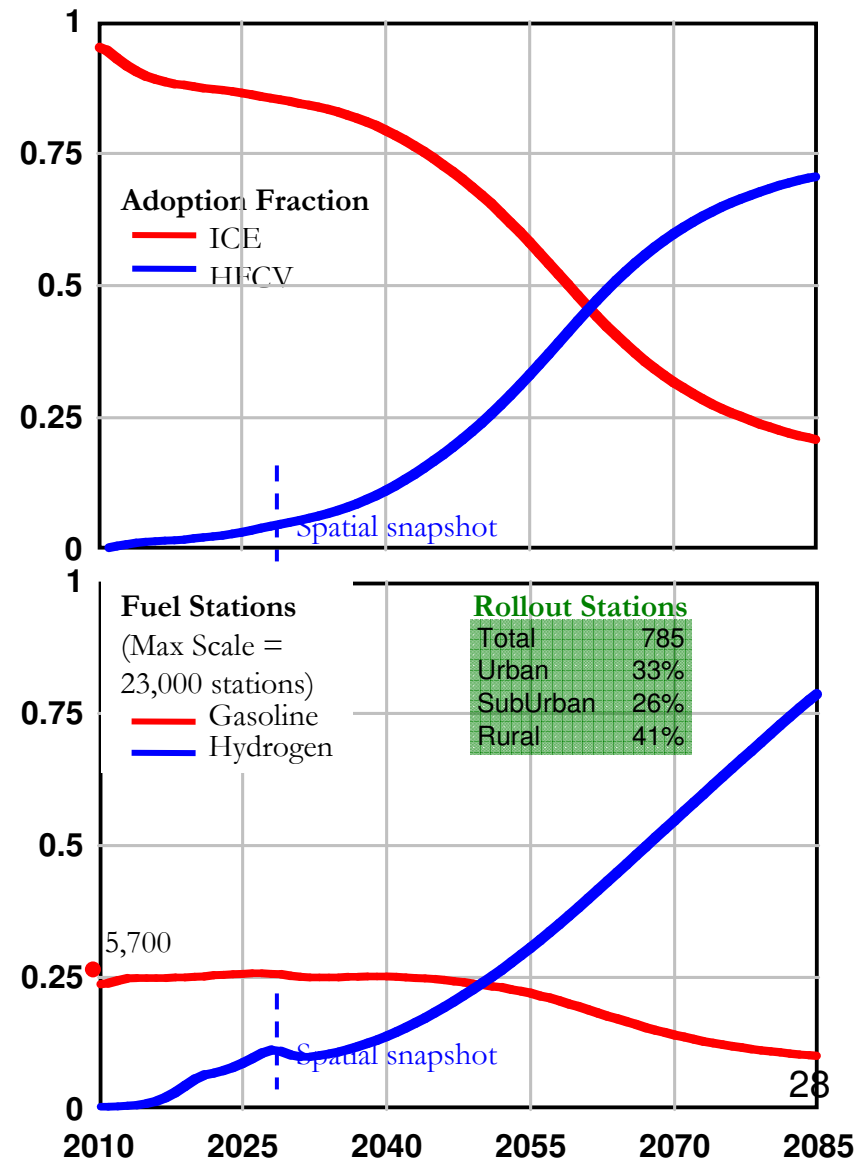 1
0.75
Adoption Fraction
ICE
HFCV
0.5
0.25
Spatial snapshot
0
1
Fuel Stations
(Max Scale =
23,000 stations)
Gasoline
Hydrogen
Rollout Stations
Total 785
Urban 33%
SubUrban 26%
Rural 41%
0.75
0.5
5,700
0.25
Spatial snapshot
28
0
2010 2025 2040 2055 2070 2085